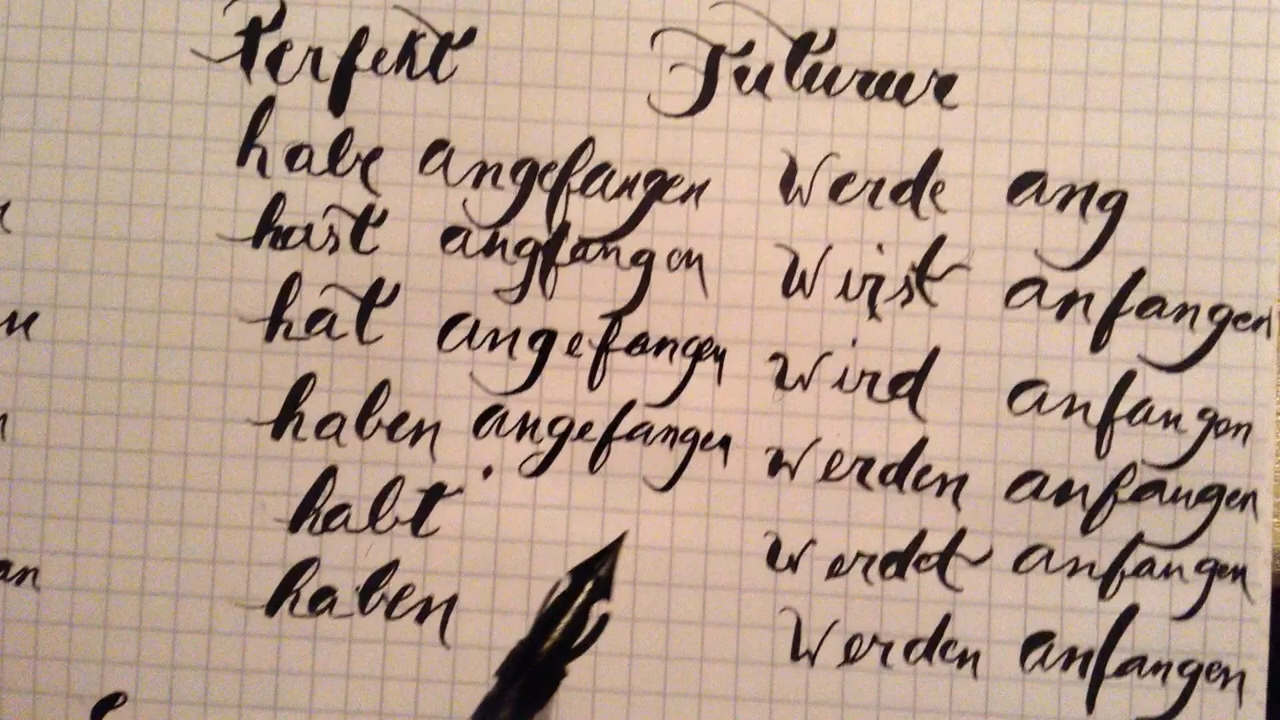 Perfekt Futurur
habe angefangen Werde ang
hast angfangen Wirst anfangen
hat angefangen Wird anfangen
haben angefangen werden anfangen
habt werdet anfangen
haben Werden anfangen